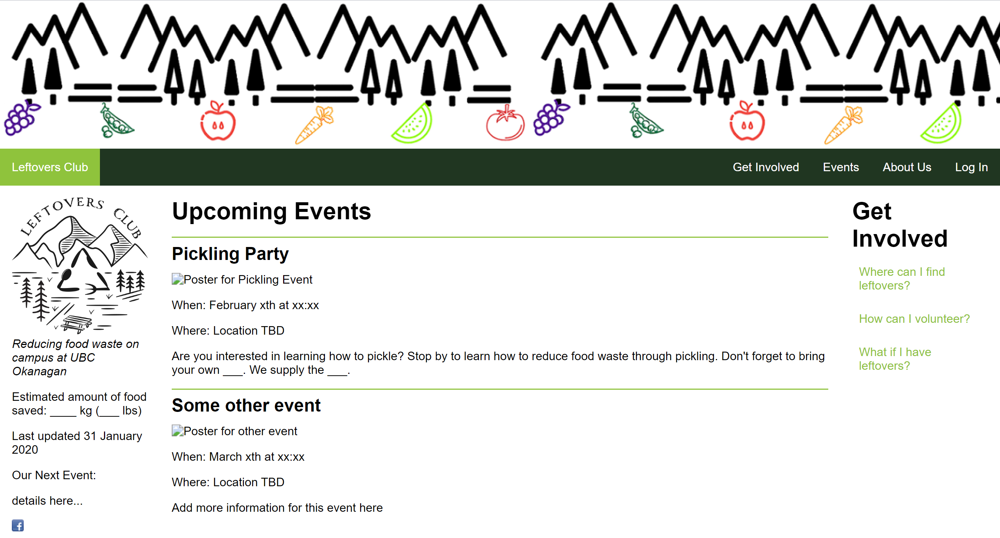 Leftovers Club
Get Involved
Events
About Us
Log In
LEFTOVERS CLUB
Reducing food waste on
campus at UBC
Okanagan
Estimated amount of food
saved: ____ kg (___ lbs)
Last updated 31 January
2020
Our Next Event:
details here...
f
Upcoming Events
Pickling Party
Poster for Pickling Event
When: February xth at xx:xx
Where: Location TBD
Are you interested in learning how to pickle? Stop by to learn how to reduce food waste through pickling. Don't forget to bring
your own ___. We supply the ___.
Some other event
Poster for other event
When: March xth at xx:xx
Where: Location TBD
Add more information for this event here
Get
Involved
Where can I find
leftovers?
How can I volunteer?
What if I have
leftovers?